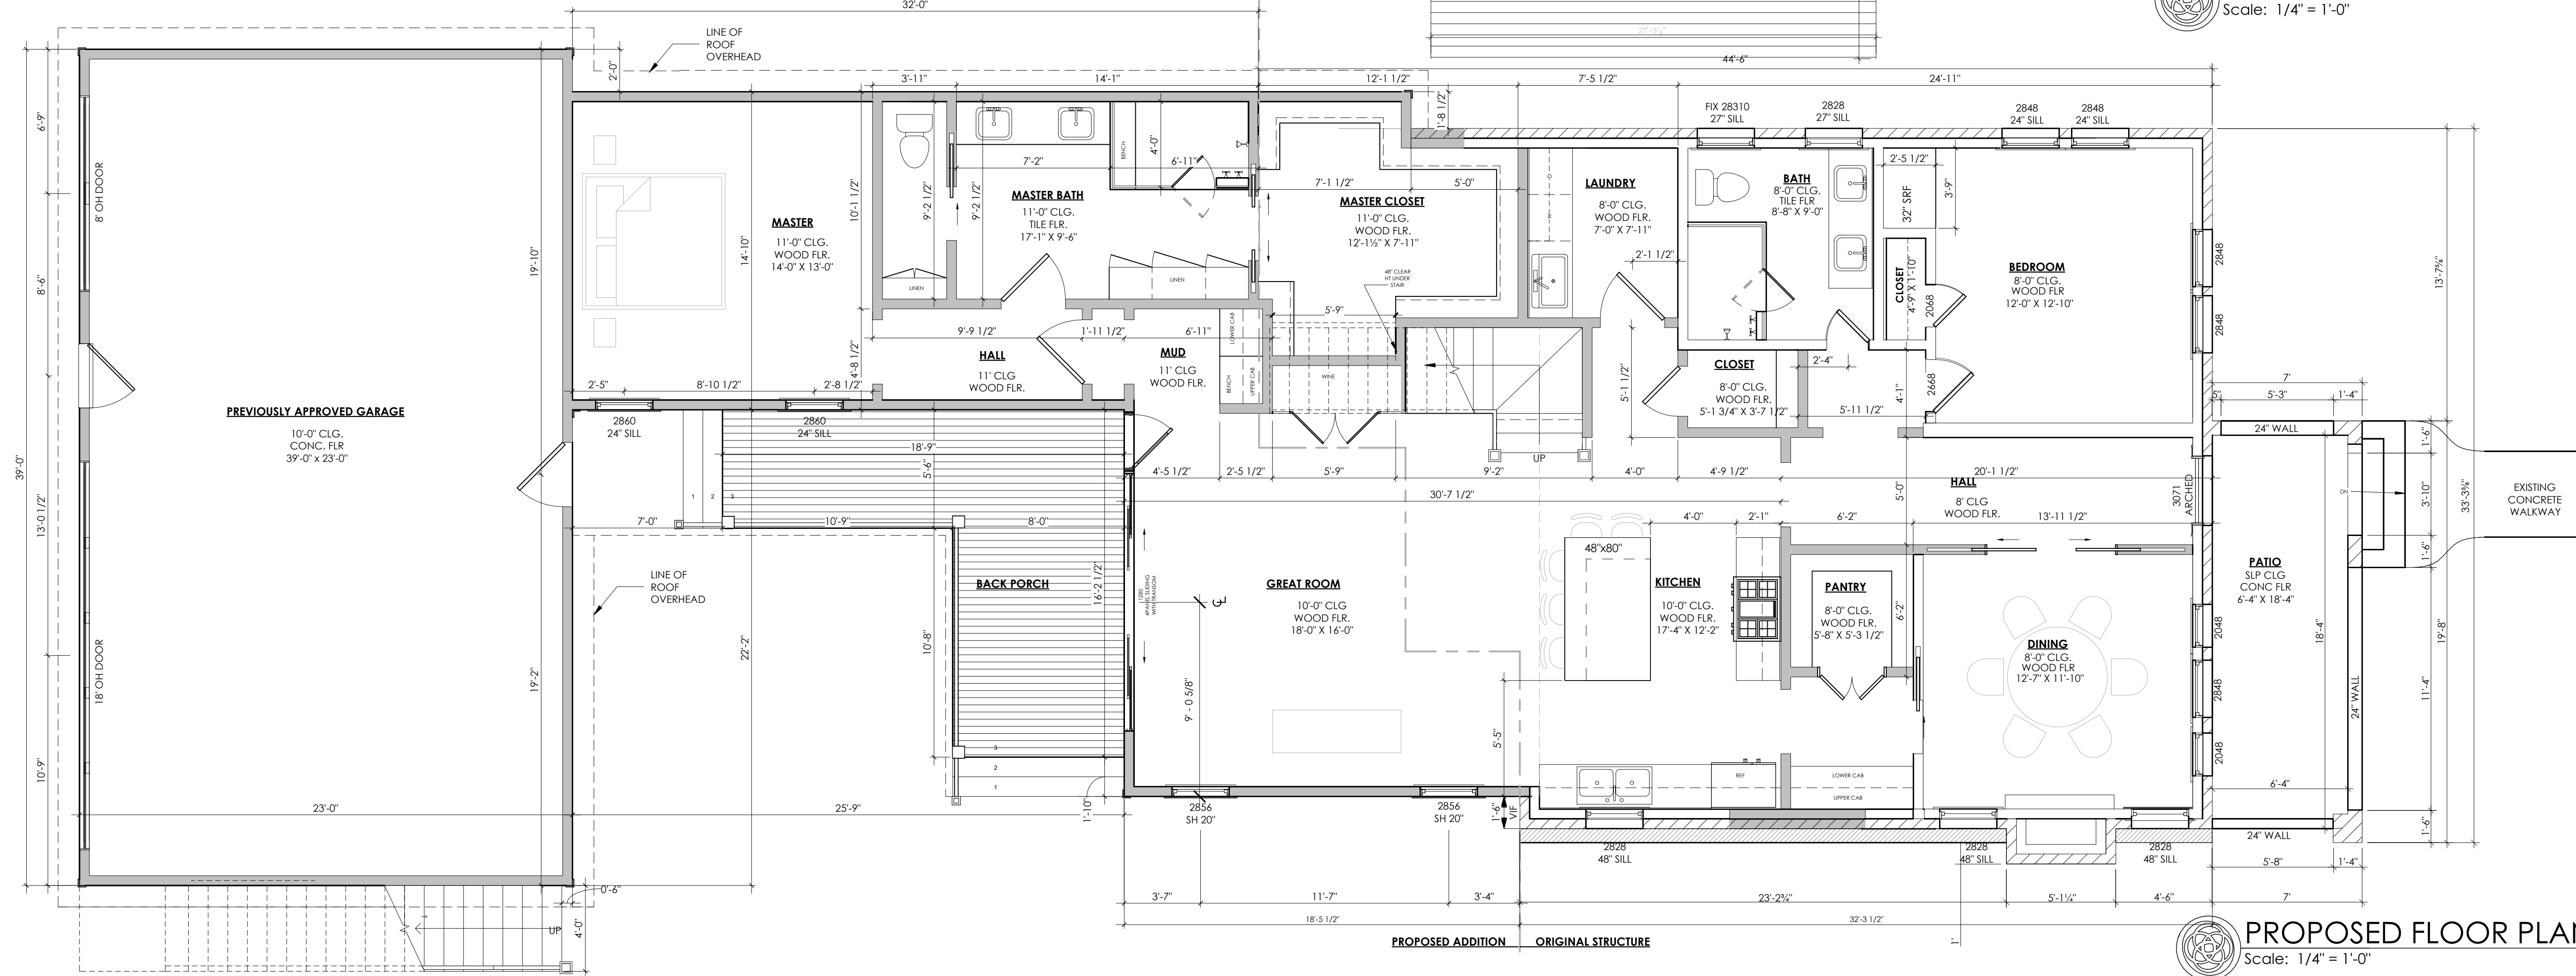 32'-0"
20'-9½"
44'-6"
Scale: 1/4" = 1'-0"
LINE OF
ROOF
OVERHEAD
2'-0"
3'-11"
14'-1"
12'-1 1/2"
7'-5 1/2"
24'-11"
1'-8 1/2"
FIX 28310
27" SILL
2828
27" SILL
2848
24" SILL
2848
24" SILL
6'-9"
8' OH DOOR
8'-6"
39'-0"
13'-0 1/2"
18' OH DOOR
10'-9"
19'-10"
19'-2"
PREVIOUSLY APPROVED GARAGE
10'-0" CLG.
CONC. FLR
39'-0" x 23'-0"
23'-0"
0'-6"
UP
4'-0"
MASTER
11'-0" CLG.
WOOD FLR.
14'-0" X 13'-0"
14'-10"
10'-1 1/2"
4'-8 1/2"
2'-5"
8'-10 1/2"
2'-8 1/2"
2860
24" SILL
2860
24" SILL
9'-2 1/2"
LINEN
9'-2 1/2"
7'-2"
BENCH
4'-0"
6'-11"
MASTER BATH
11'-0" CLG.
TILE FLR.
17'-1" X 9'-6"
LINEN
7'-1 1/2"
5'-0"
MASTER CLOSET
11'-0" CLG.
WOOD FLR.
12'-1½" X 7'-11"
48' CLEAR
HT UNDER
STAIR
5'-9"
9'-9 1/2"
1'-11 1/2"
6'-11"
HALL
11' CLG
WOOD FLR.
MUD
11' CLG
WOOD FLR.
LOWER CAB
BENCH
UPPER CAB
WINE
LAUNDRY
8'-0" CLG.
WOOD FLR.
7'-0" X 7'-11"
2'-1 1/2"
BATH
8'-0" CLG.
TILE FLR
8'-8" X 9'-0"
2'-5 1/2"
32" SRF
3'-9"
CLOSET
4'-9" X 1'-10"
2068
BEDROOM
8'-0" CLG.
WOOD FLR
12'-0" X 12'-10"
2848
2848
13'-7⅝"
CLOSET
8'-0" CLG.
WOOD FLR.
5'-1 3/4" X 3'-7 1/2"
5'-1 1/2"
2'-4"
4'-1"
2668
5'-11 1/2"
UP
18'-9"
5'-6"
1
2
3
7'-0"
10'-9"
8'-0"
4'-5 1/2"
2'-5 1/2"
5'-9"
9'-2"
4'-0"
4'-9 1/2"
20'-1 1/2"
30'-7 1/2"
HALL
8' CLG
WOOD FLR.
5'-0"
3071
ARCHED
4'-0"
2'-1"
6'-2"
13'-11 1/2"
7'
5"
5'-3"
1'-4"
24" WALL
1'-6"
3'-10"
1'-6"
DN
33'-3⅜"
EXISTING
CONCRETE
WALKWAY
LINE OF
ROOF
OVERHEAD
22'-2"
BACK PORCH
10'-8"
16'-2 1/2"
3
2
1
25'-9"
1'-10"
1280
4PANEL SLIDING
WITH TRANSOM
9' - 0 5/8"
GREAT ROOM
10'-0" CLG
WOOD FLR.
18'-0" X 16'-0"
48"x80"
KITCHEN
10'-0" CLG.
WOOD FLR.
17'-4" X 12'-2"
5'-5"
REF
PANTRY
8'-0" CLG.
WOOD FLR.
5'-8" X 5'-3 1/2"
6'-2"
LOWER CAB
UPPER CAB
DINING
8'-0" CLG.
WOOD FLR
12'-7" X 11'-10"
2048
2848
2048
PATIO
SLP CLG
CONC FLR
6'-4" X 18'-4"
18'-4"
24" WALL
19'-8"
11'-4"
6'-4"
1'-6"
24" WALL
2856
SH 20"
2856
SH 20"
1'-6"
VIF
2828
48" SILL
2828
48" SILL
2828
48" SILL
5'-8"
1'-4"
3'-7"
11'-7"
3'-4"
23'-2¾"
5'-1¼"
4'-6"
7'
18'-5 1/2"
32'-3 1/2"
1'
PROPOSED ADDITION
ORIGINAL STRUCTURE
PROPOSED FLOOR PLAN
Scale: 1/4" = 1'-0"